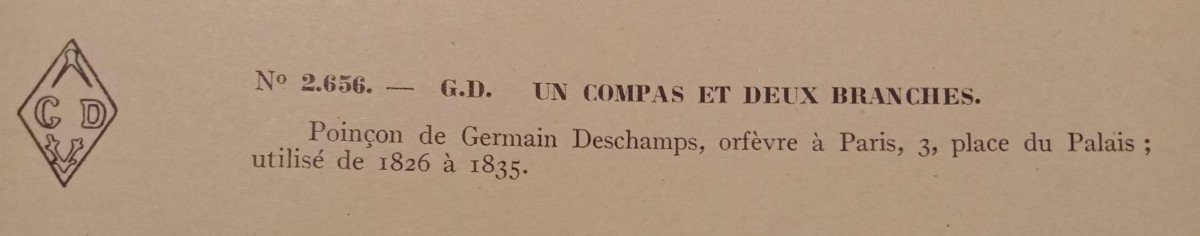 G D
Nº 2.656. — G.D. UN COMPAS ET DEUX BRANCHES.
Poinçon de Germain Deschamps, orfèvre à Paris, 3, place du Palais ;
utilisé de 1826 à 1835.